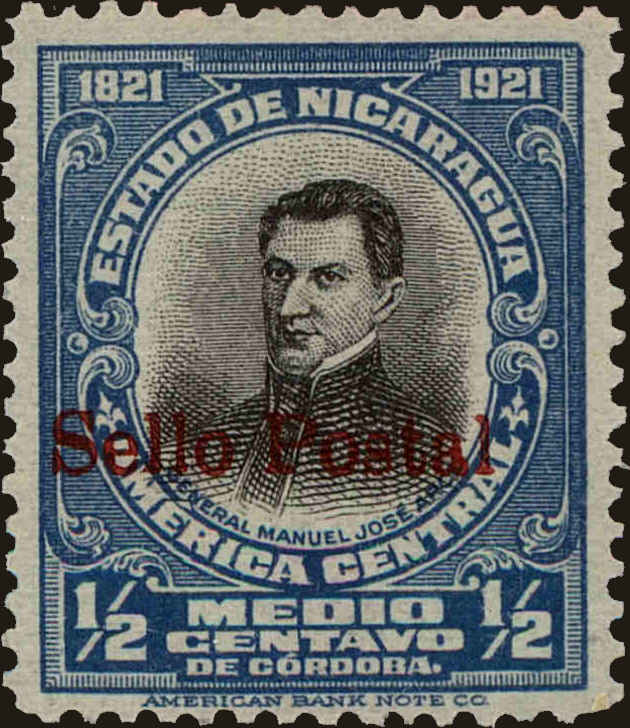 1821
1921
ESTADO DE NICARAGUA
Sello Postal
GENERAL MANUEL JOSÉ
AMÉRICA CENTRAL
1/2
MEDIO
1/2
CENTAVO
DE CÓRDOBA.
AMERICAN BANK NOTE CO.